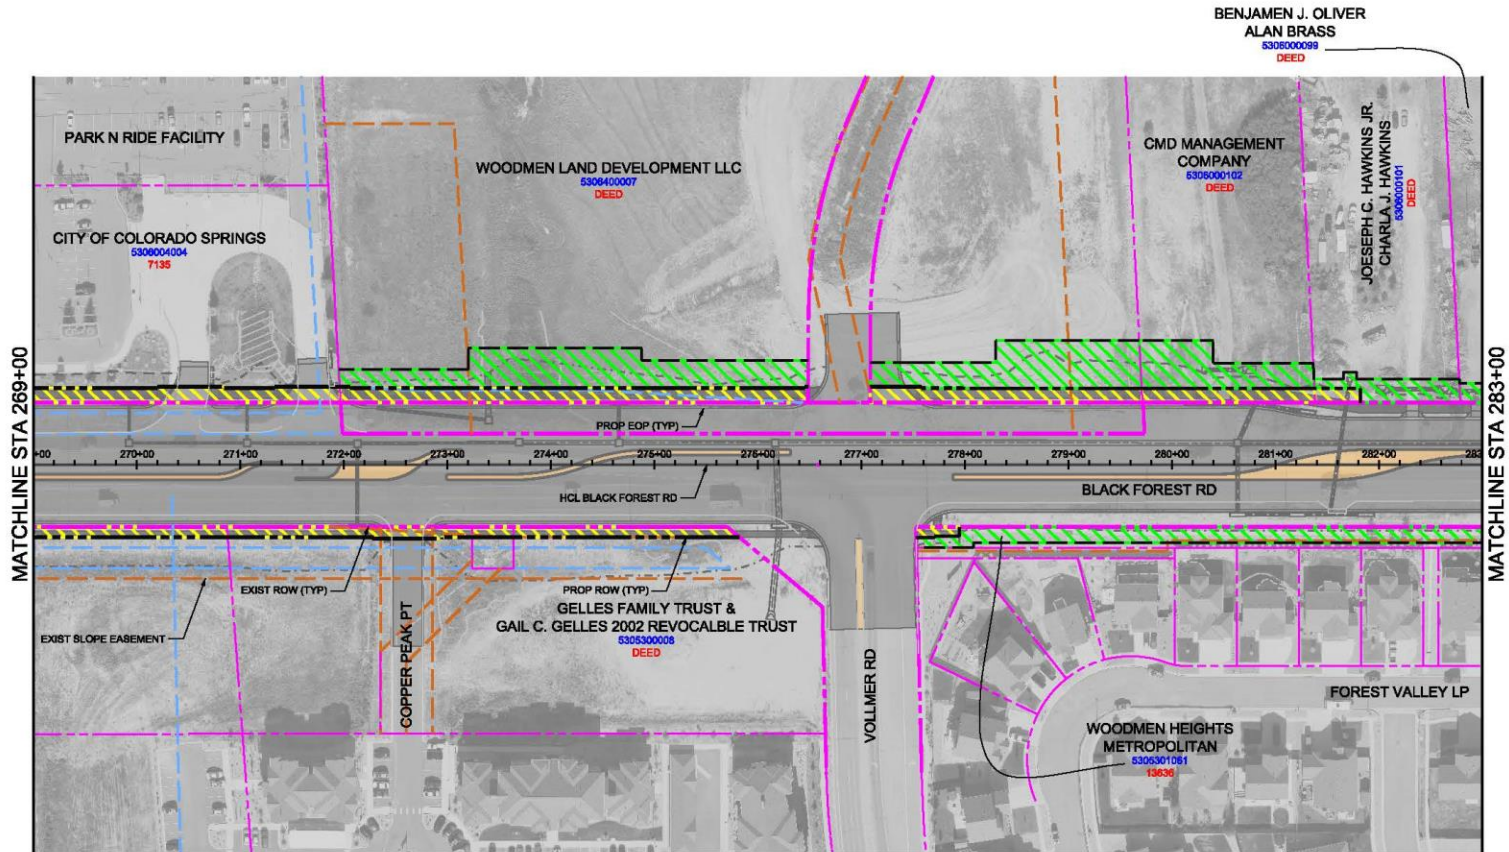 BENJAMEN J. OLIVER
ALAN BRASS
5306000099
DEED
PARK N RIDE FACILITY
WOODMEN LAND DEVELOPMENT LLC
5306400007
DEED
CMD MANAGEMENT
COMPANY
5306000102
DEED
JOESEPH C. HAWKINS JR.
CHARLA J. HAWKINS
5306000101
DEED
CITY OF COLORADO SPRINGS
5306004004
7135
MATCHLINE STA 269+00
MATCHLINE STA 283+00
PROP EOP (TYP)
270+00
271+00
272+00
273+00
274+00
275+00
276+00
277+00
278+00
279+00
280+00
281+00
282+00
283
HCL BLACK FOREST RD
BLACK FOREST RD
EXIST ROW (TYP)
PROP ROW (TYP)
EXIST SLOPE EASEMENT
GELLES FAMILY TRUST &
GAIL C. GELLES 2002 REVOCALBLE TRUST
5305300008
DEED
COPPER PEAK PT
VOLLMER RD
FOREST VALLEY LP
WOODMEN HEIGHTS
METROPOLITAN
5305301051
13636